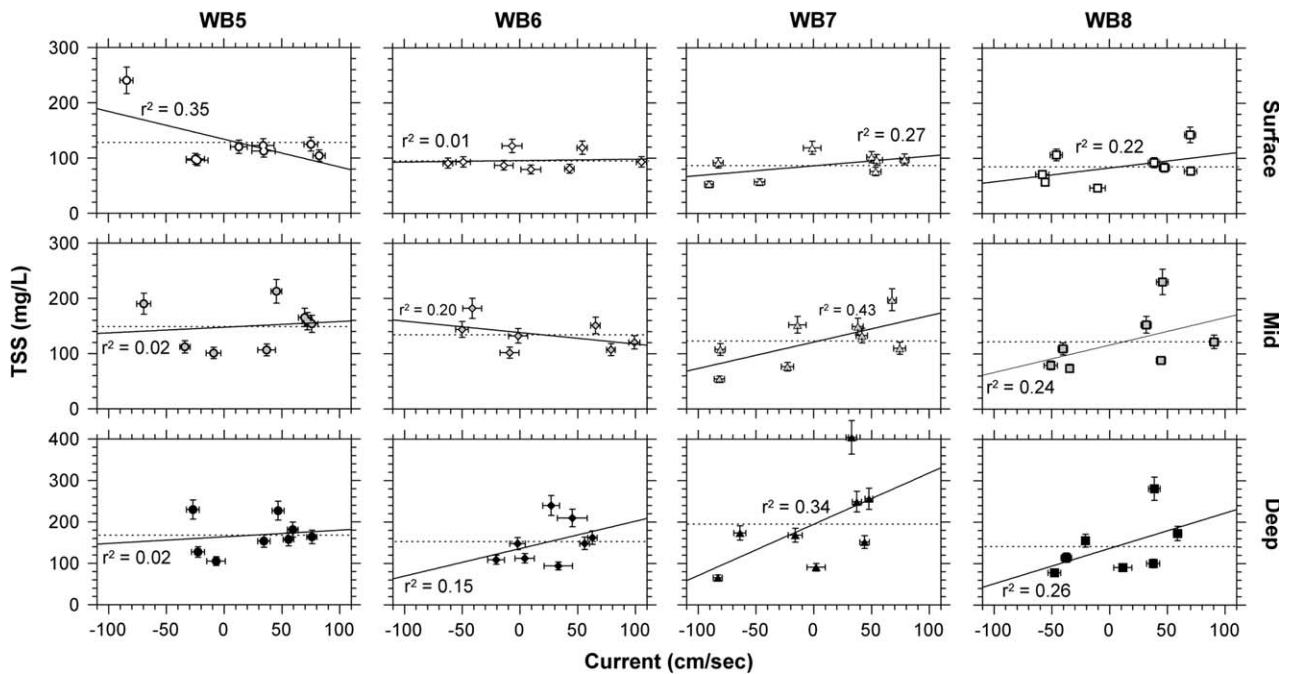 WB5 WB6 WB7 WB8
300
200
100
0
r² = 0.35
r² = 0.01
r² = 0.27
r² = 0.22
Surface
300
200
100
0
r² = 0.02
r² = 0.20
r² = 0.43
r² = 0.24
Mid
TSS (mg/L)
400
300
200
100
0
r² = 0.02
r² = 0.15
r² = 0.34
r² = 0.26
Deep
-100 -50 0 50 100 -100 -50 0 50 100 -100 -50 0 50 100 -100 -50 0 50 100
Current (cm/sec)